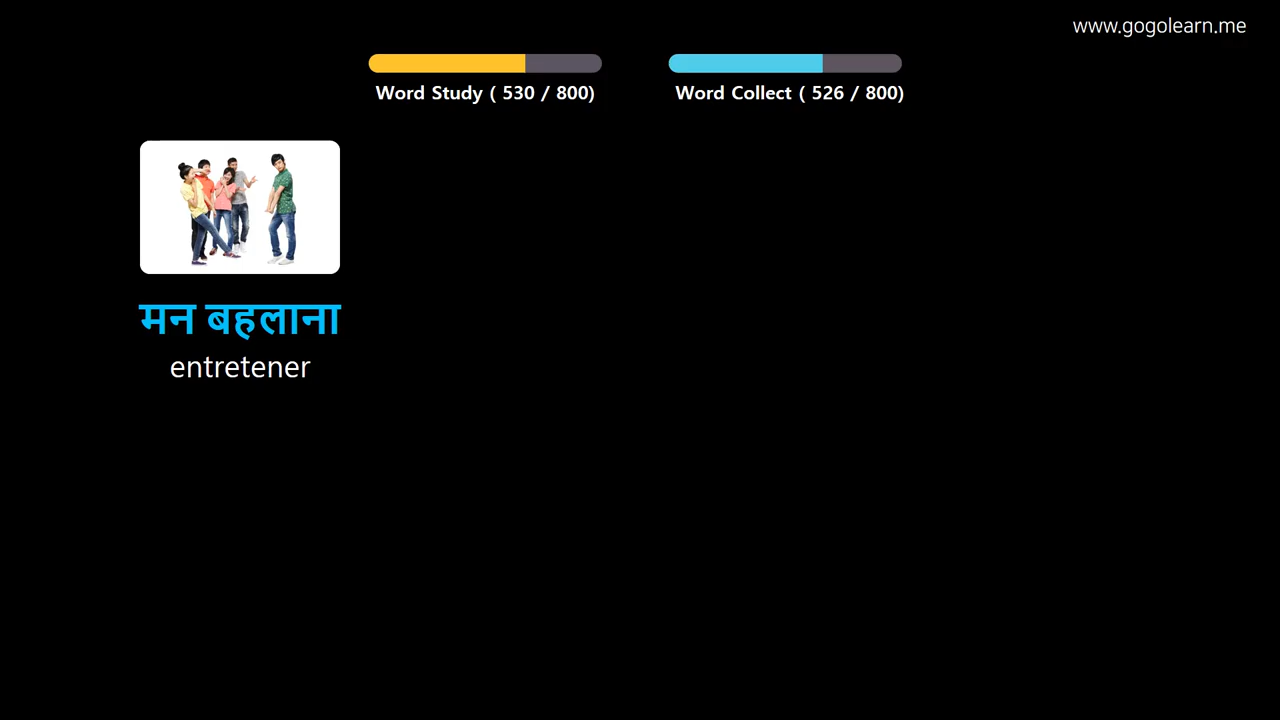 www.gogolearn.me
Word Study ( 530 / 800)
Word Collect ( 526 / 800)
मन बहलाना
entretener